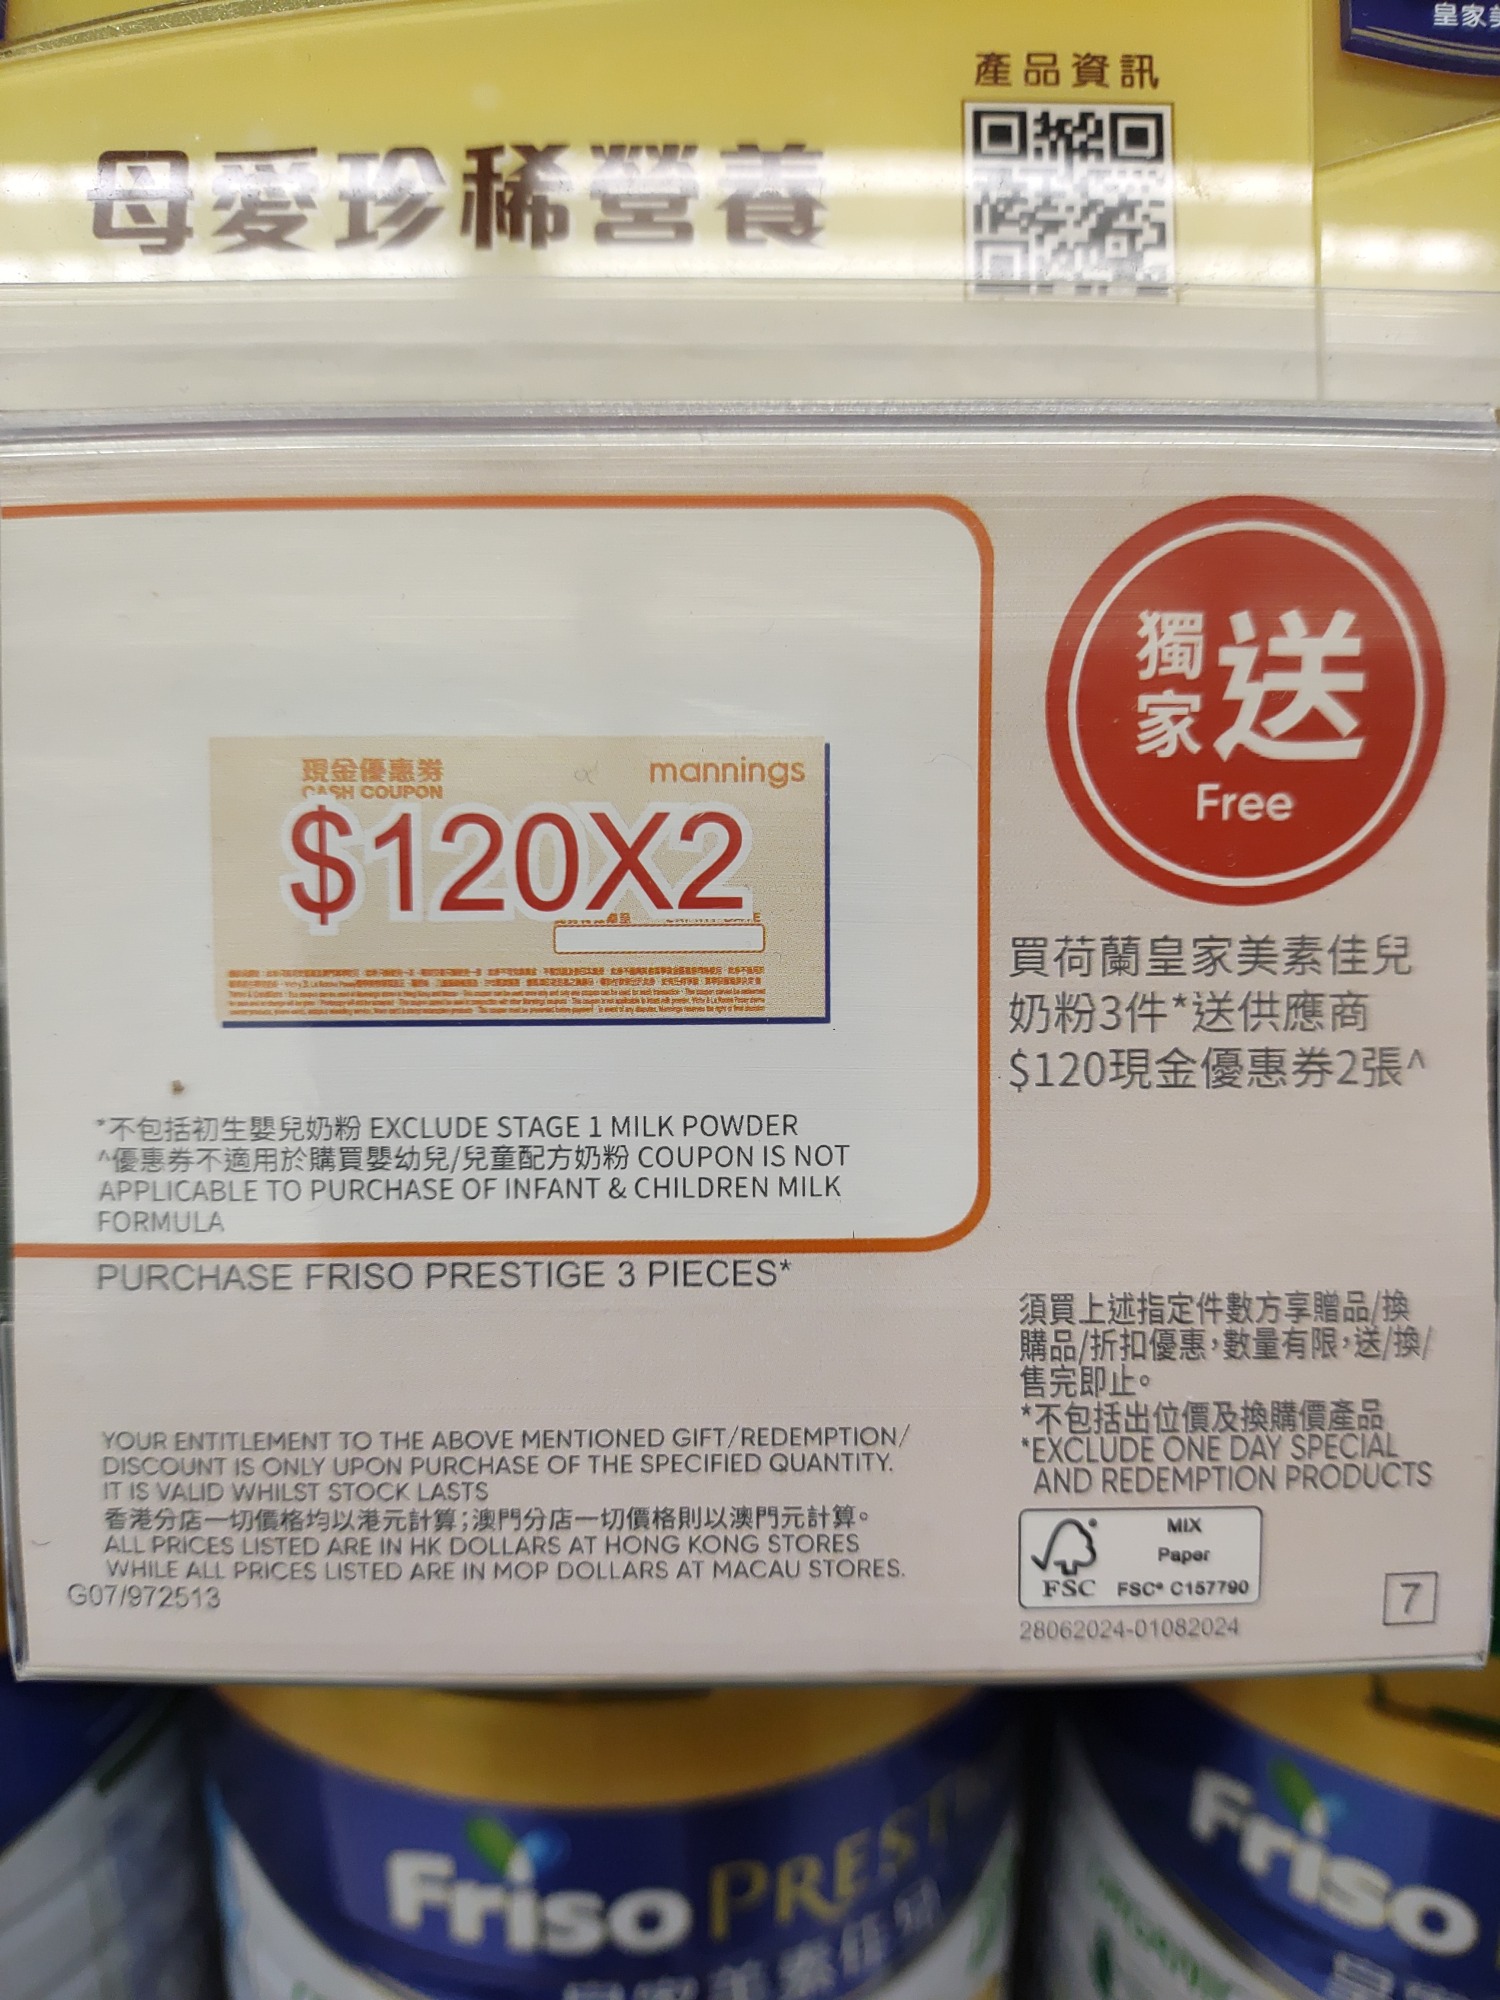 皇家美
產品資訊
母愛珍稀營養
現金優惠券
CASH COUPON
mannings
$120X2
獨家送
Free
買荷蘭皇家美素佳兒
奶粉3件*送供應商
$120現金優惠券2張^
*不包括初生嬰兒奶粉 EXCLUDE STAGE 1 MILK POWDER
^優惠券不適用於購買嬰幼兒/兒童配方奶粉 COUPON IS NOT
APPLICABLE TO PURCHASE OF INFANT & CHILDREN MILK
FORMULA
PURCHASE FRISO PRESTIGE 3 PIECES*
須買上述指定件數方享贈品/換
購品/折扣優惠,數量有限,送/換/
售完即止。
*不包括出位價及換購價產品
*EXCLUDE ONE DAY SPECIAL
AND REDEMPTION PRODUCTS
YOUR ENTITLEMENT TO THE ABOVE MENTIONED GIFT/REDEMPTION/
DISCOUNT IS ONLY UPON PURCHASE OF THE SPECIFIED QUANTITY.
IT IS VALID WHILST STOCK LASTS
香港分店一切價格均以港元計算;澳門分店一切價格則以澳門元計算。
ALL PRICES LISTED ARE IN HK DOLLARS AT HONG KONG STORES
WHILE ALL PRICES LISTED ARE IN MOP DOLLARS AT MACAU STORES.
G07/972513
MIX
Paper
FSC FSC® C157790
28062024-01082024
7
Friso PREST
皇家美素佳兒
Friso